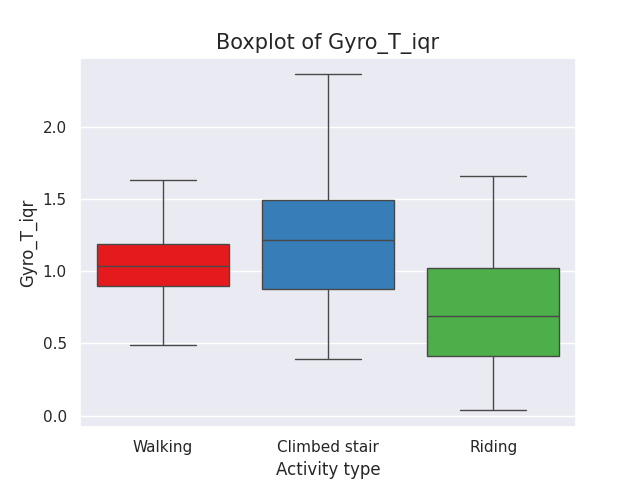 Boxplot of Gyro_T_iqr
2.0
1.5
1.0
0.5
0.0
Gyro_T_iqr
Walking
Climbed stair
Riding
Activity type